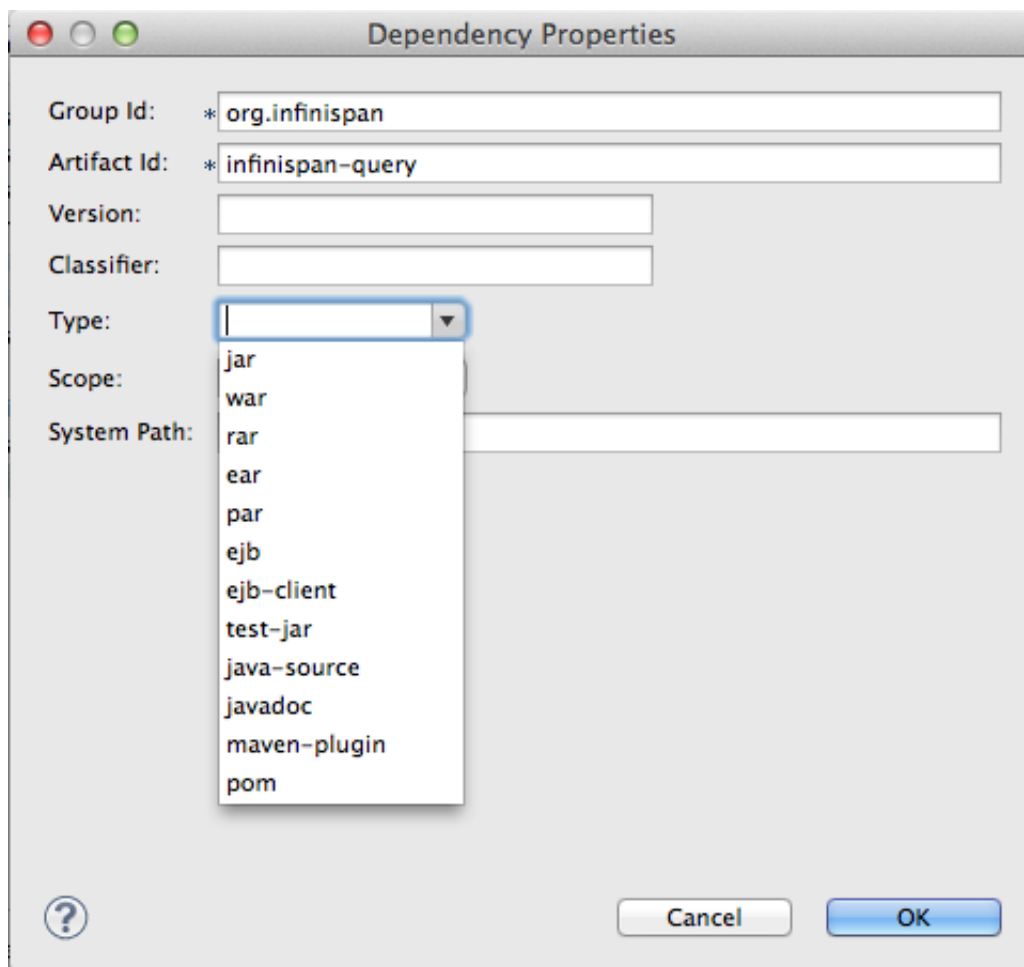 Dependency Properties
Group Id: * org.infinispan
Artifact Id: * infinispan-query
Version:
Classifier:
Type:
jar
Scope:
war
rar
System Path:
ear
par
ejb
ejb-client
test-jar
java-source
javadoc
maven-plugin
pom
? Cancel OK